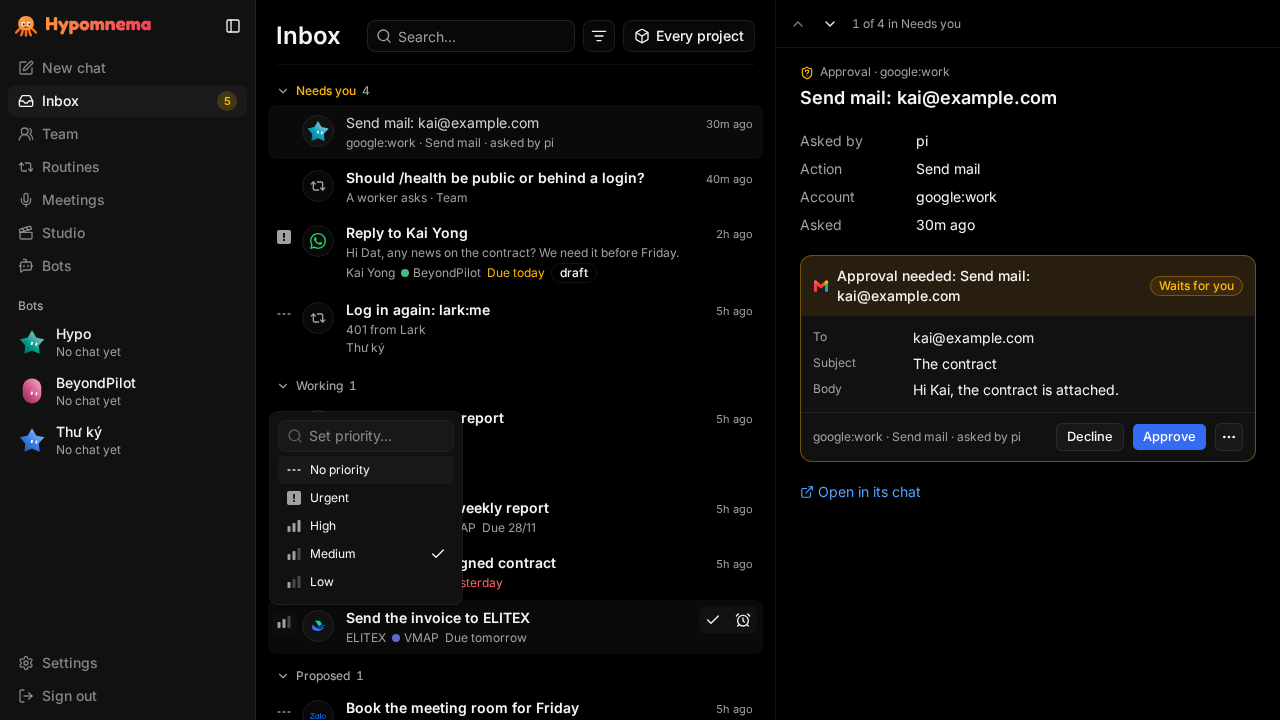 Hypomnema
New chat
Inbox
5
Team
Routines
Meetings
Studio
Bots
Bots
Hypo
No chat yet
BeyondPilot
No chat yet
Thư ký
No chat yet
Settings
Sign out
Inbox
Search...
Every project
Needs you 4
Send mail: kai@example.com
30m ago
google:work · Send mail · asked by pi
Should /health be public or behind a login?
40m ago
A worker asks · Team
Reply to Kai Yong
2h ago
Hi Dat, any news on the contract? We need it before Friday.
Kai Yong BeyondPilot Due today draft
Log in again: lark:me
5h ago
401 from Lark
Thư ký
Working 1
report
5h ago
Set priority...
No priority
Urgent
High
Medium
Low
weekly report
5h ago
Due 28/11
contract
5h ago
Send the invoice to ELITEX
ELITEX VMAP Due tomorrow
Proposed 1
Book the meeting room for Friday
5h ago
Zalo
1 of 4 in Needs you
Approval · google:work
Send mail: kai@example.com
Asked by pi
Action Send mail
Account google:work
Asked 30m ago
Approval needed: Send mail:
kai@example.com
Waits for you
To kai@example.com
Subject The contract
Body Hi Kai, the contract is attached.
google:work · Send mail · asked by pi
Decline
Approve
Open in its chat